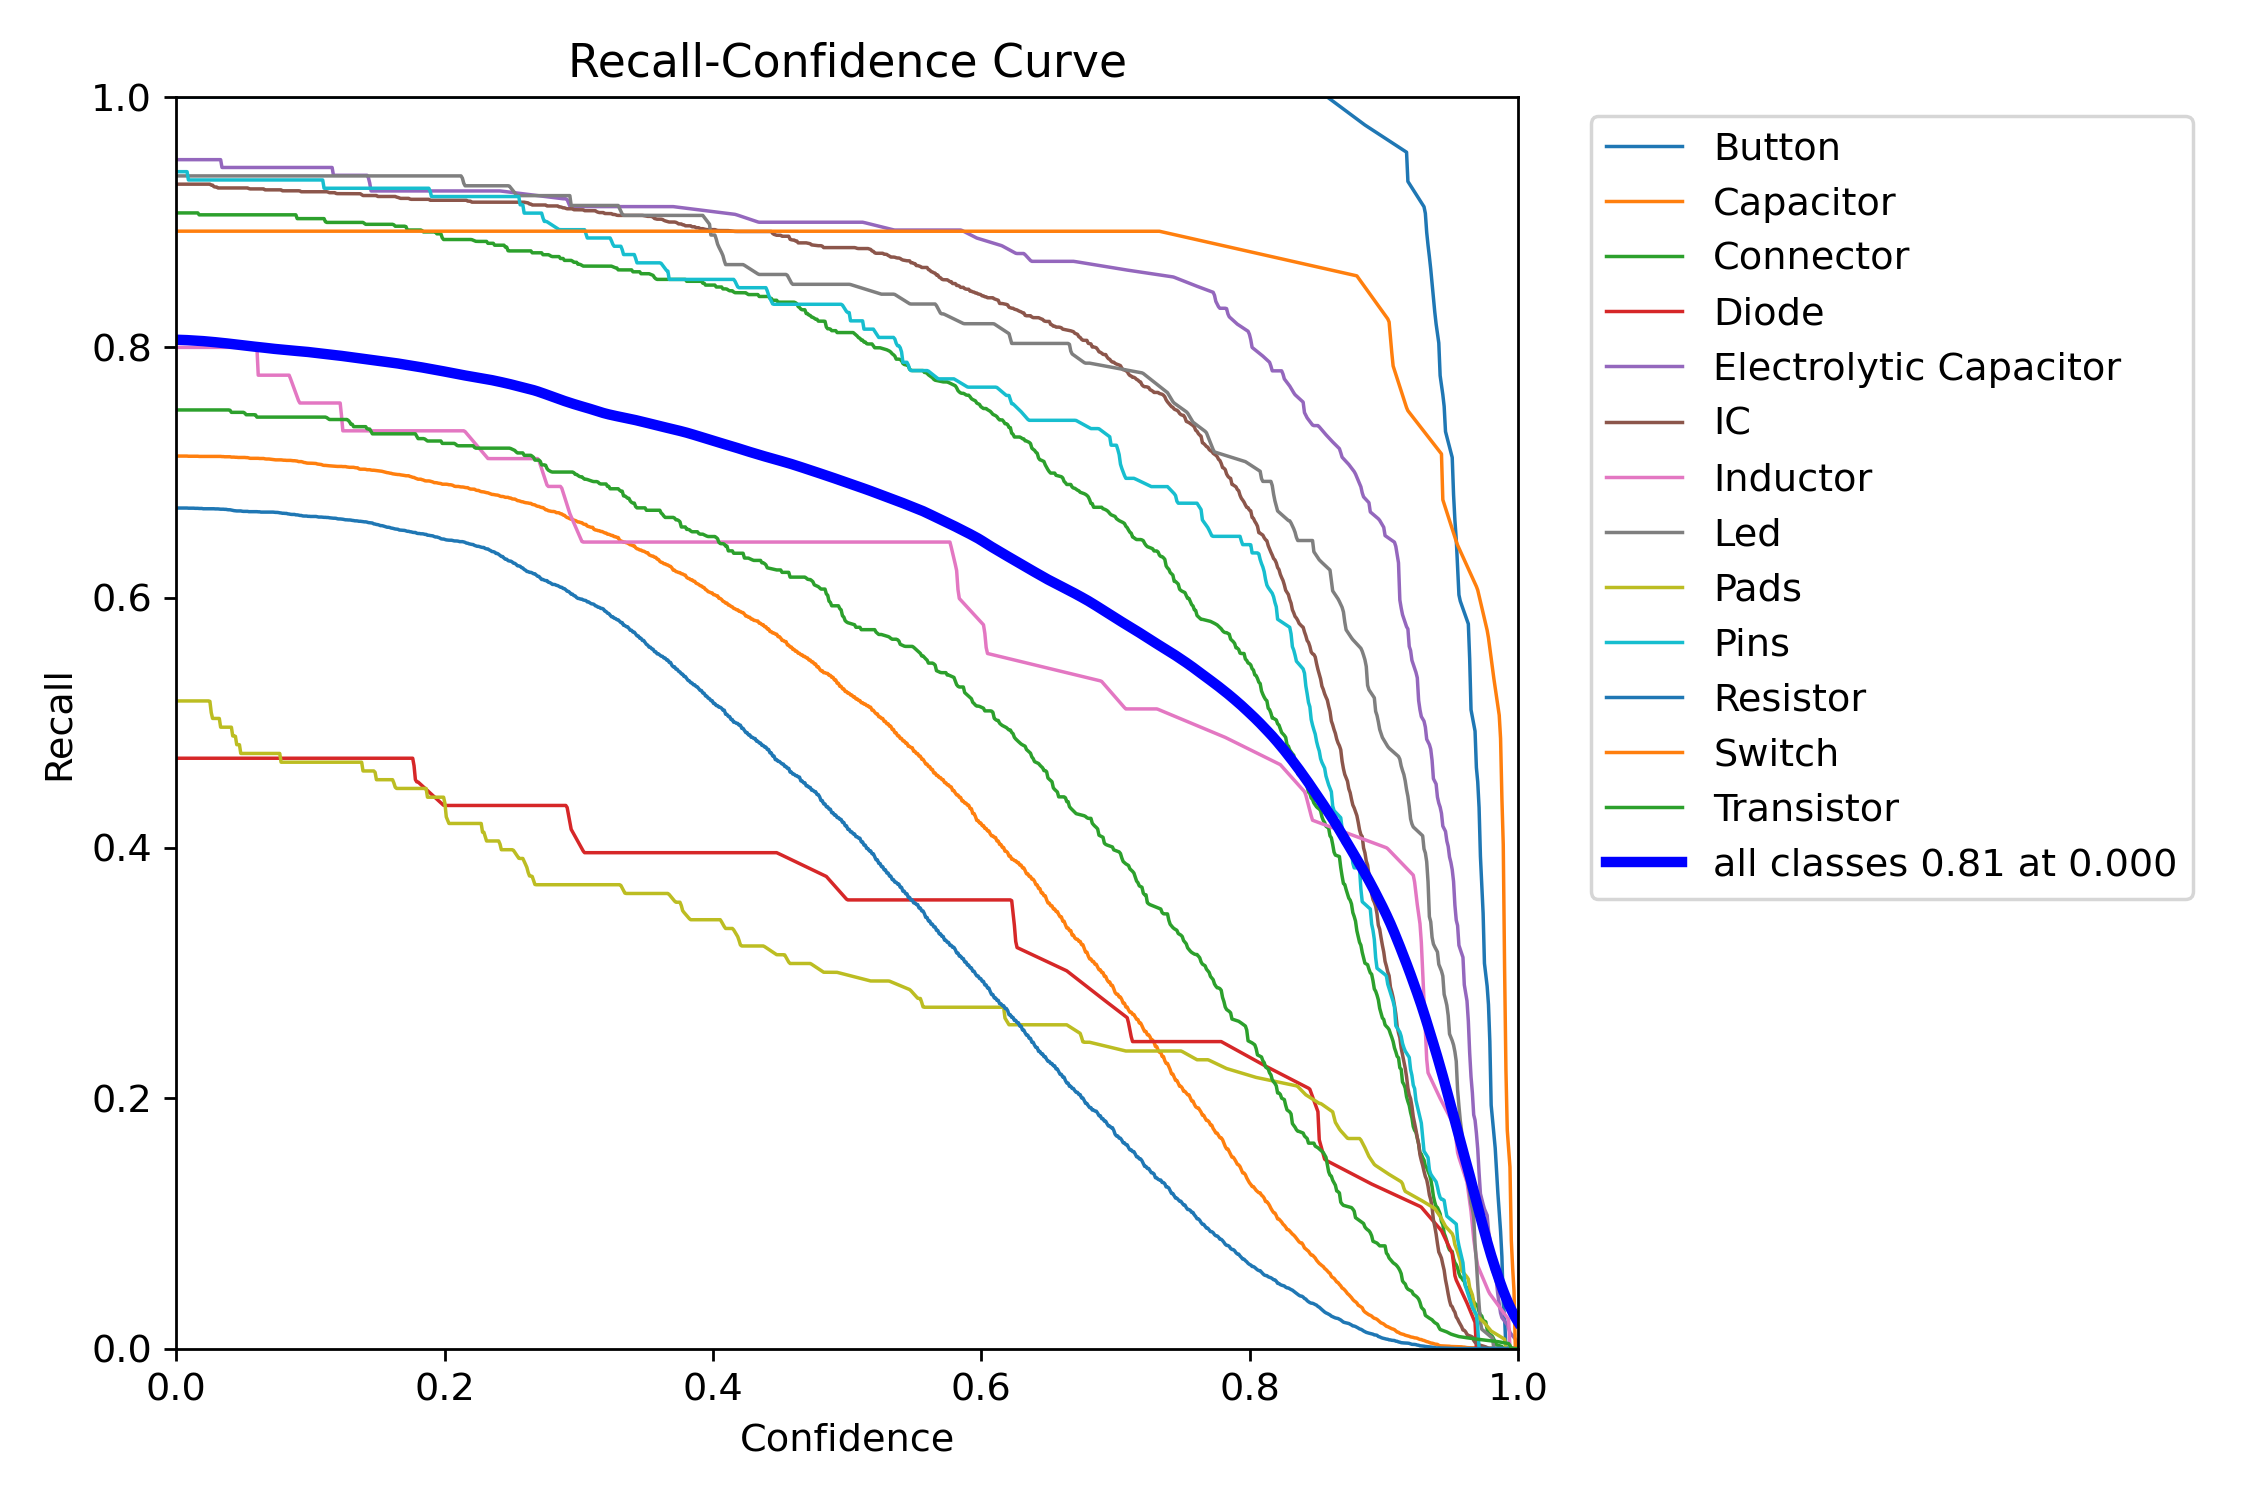 Recall-Confidence Curve
1.0
0.8
0.6
0.4
0.2
0.0
Recall
0.0 0.2 0.4 0.6 0.8 1.0
Confidence
Button
Capacitor
Connector
Diode
Electrolytic Capacitor
IC
Inductor
Led
Pads
Pins
Resistor
Switch
Transistor
all classes 0.81 at 0.000